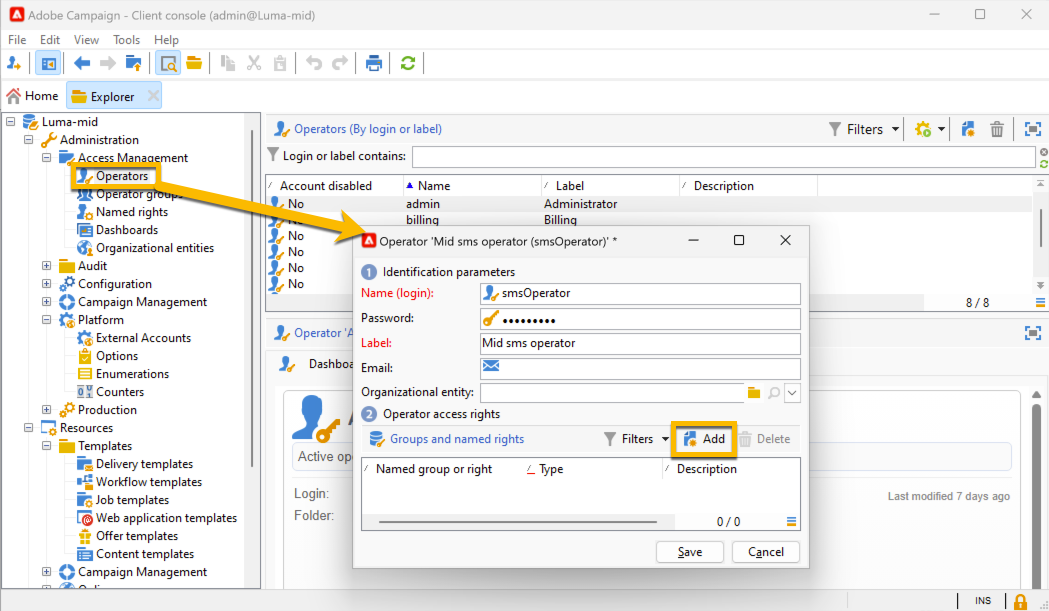 Adobe Campaign - Client console (admin@Luma-mid)
File Edit View Tools Help
Home Explorer
Luma-mid
Administration
Access Management
Operators
Operator groups
Named rights
Dashboards
Organizational entities
Audit
Configuration
Campaign Management
Platform
External Accounts
Options
Enumerations
Counters
Production
Resources
Templates
Delivery templates
Workflow templates
Job templates
Web application templates
Offer templates
Content templates
Campaign Management
Operators (By login or label) Filters
Login or label contains:
Account disabled Name Label Description
No admin Administrator
No billing Billing
No
No
No
No
8 / 8
Operator 'A
Dashboa
Active ope
Login:
Folder:
Last modified 7 days ago
Operator 'Mid sms operator (smsOperator)' *
1 Identification parameters
Name (login): smsOperator
Password: •••••••••
Label: Mid sms operator
Email:
Organizational entity:
2 Operator access rights
Groups and named rights Filters Add Delete
Named group or right Type Description
0 / 0
Save Cancel
INS